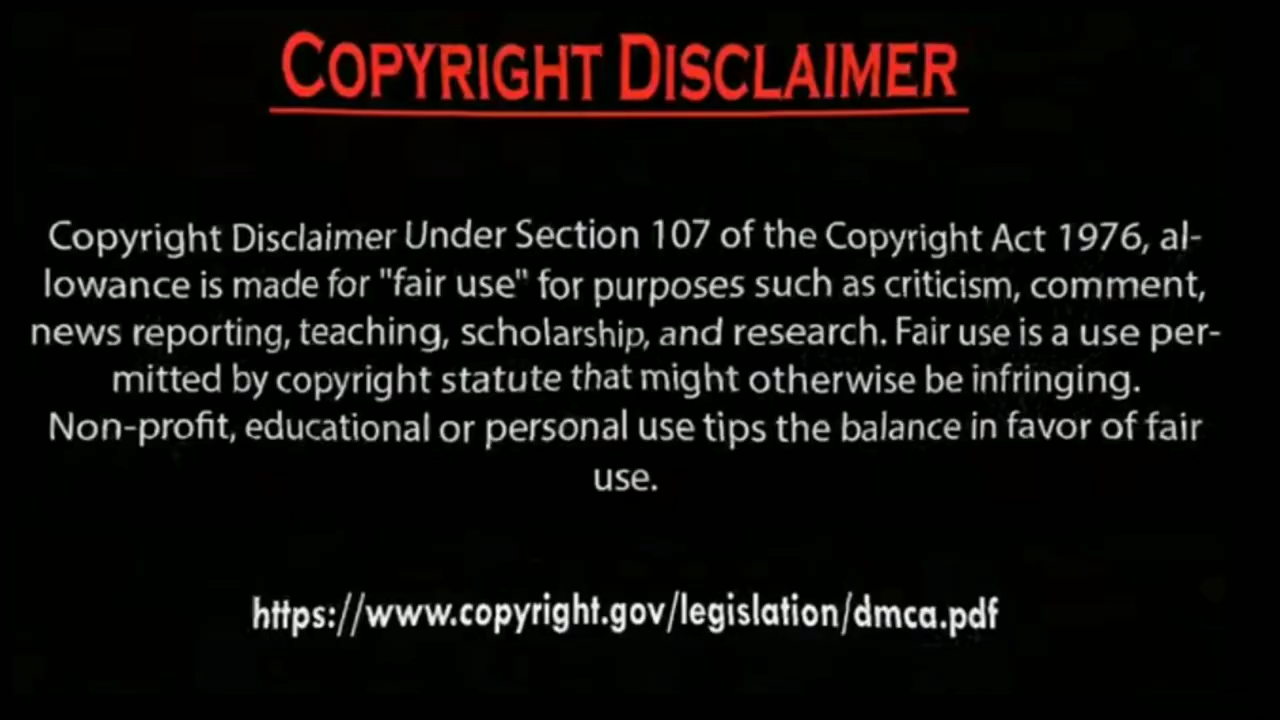 COPYRIGHT DISCLAIMER
Copyright Disclaimer Under Section 107 of the Copyright Act 1976, al-
lowance is made for "fair use" for purposes such as criticism, comment,
news reporting, teaching, scholarship, and research. Fair use is a use per-
mitted by copyright statute that might otherwise be infringing.
Non-profit, educational or personal use tips the balance in favor of fair
use.
https://www.copyright.gov/legislation/dmca.pdf